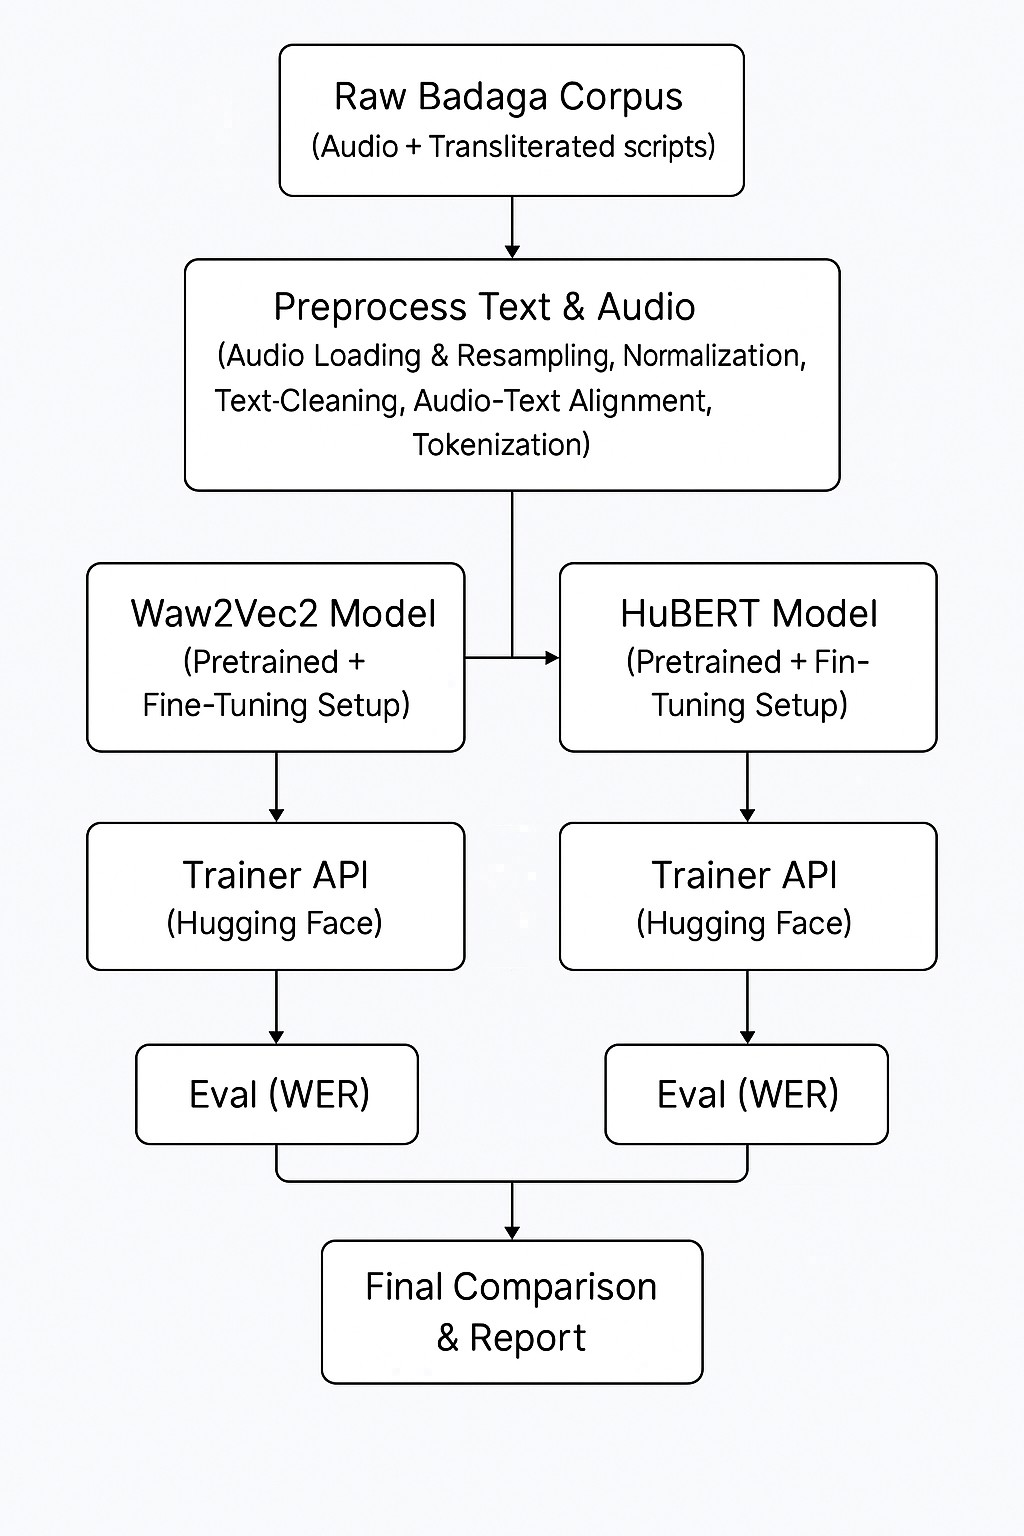 Raw Badaga Corpus
(Audio + Transliterated scripts)
Preprocess Text & Audio
(Audio Loading & Resampling, Normalization,
Text-Cleaning, Audio-Text Alignment,
Tokenization)
Waw2Vec2 Model
(Pretrained +
Fine-Tuning Setup)
HuBERT Model
(Pretrained + Fin-
Tuning Setup)
Trainer API
(Hugging Face)
Trainer API
(Hugging Face)
Eval (WER)
Eval (WER)
Final Comparison
& Report